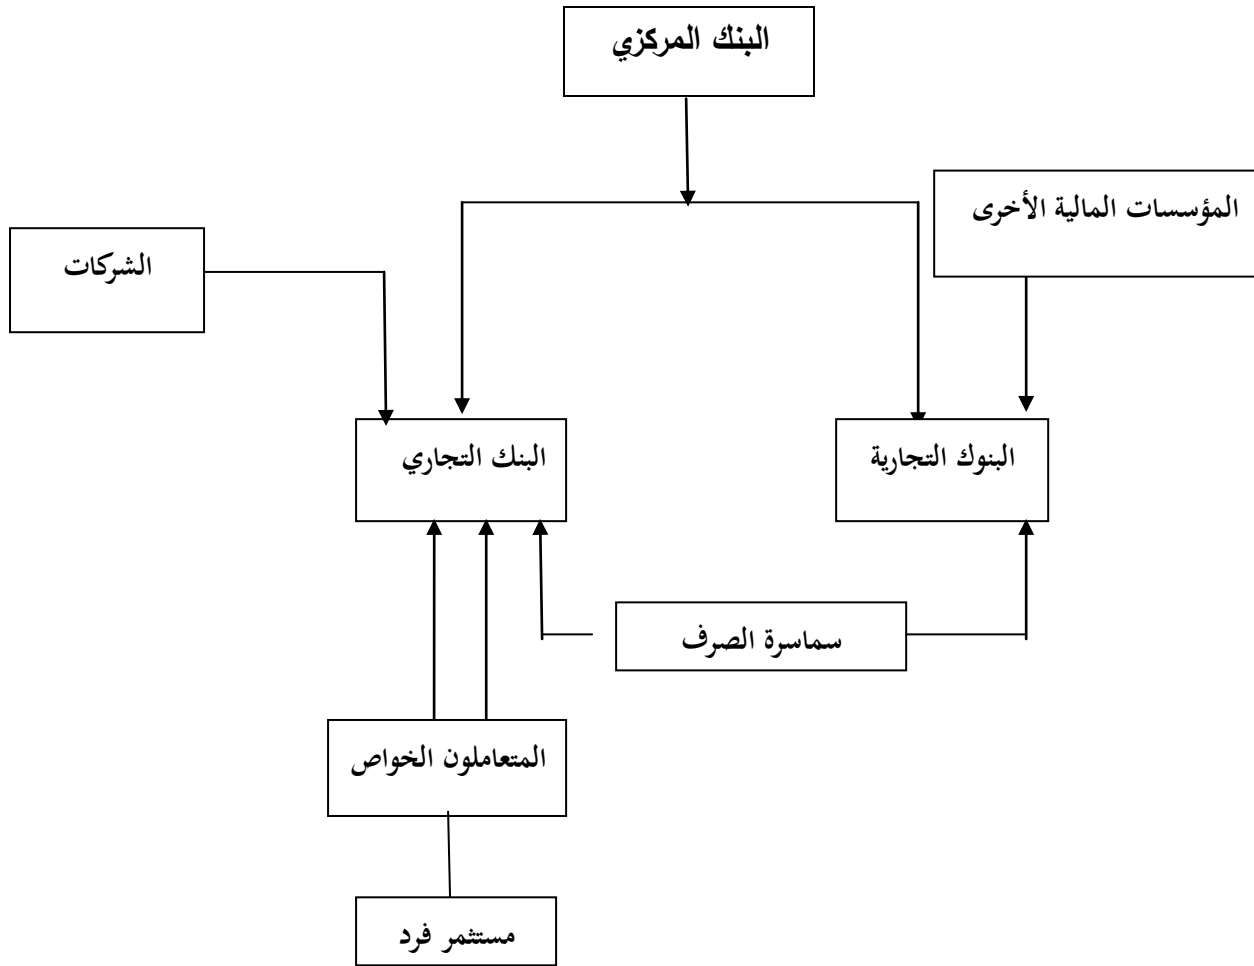 البنك المركزي
المؤسسات المالية الأخرى
الشركات
البنوك التجارية
البنك التجاري
سماسرة الصرف
المتعاملون الخواص
مستثمر فرد